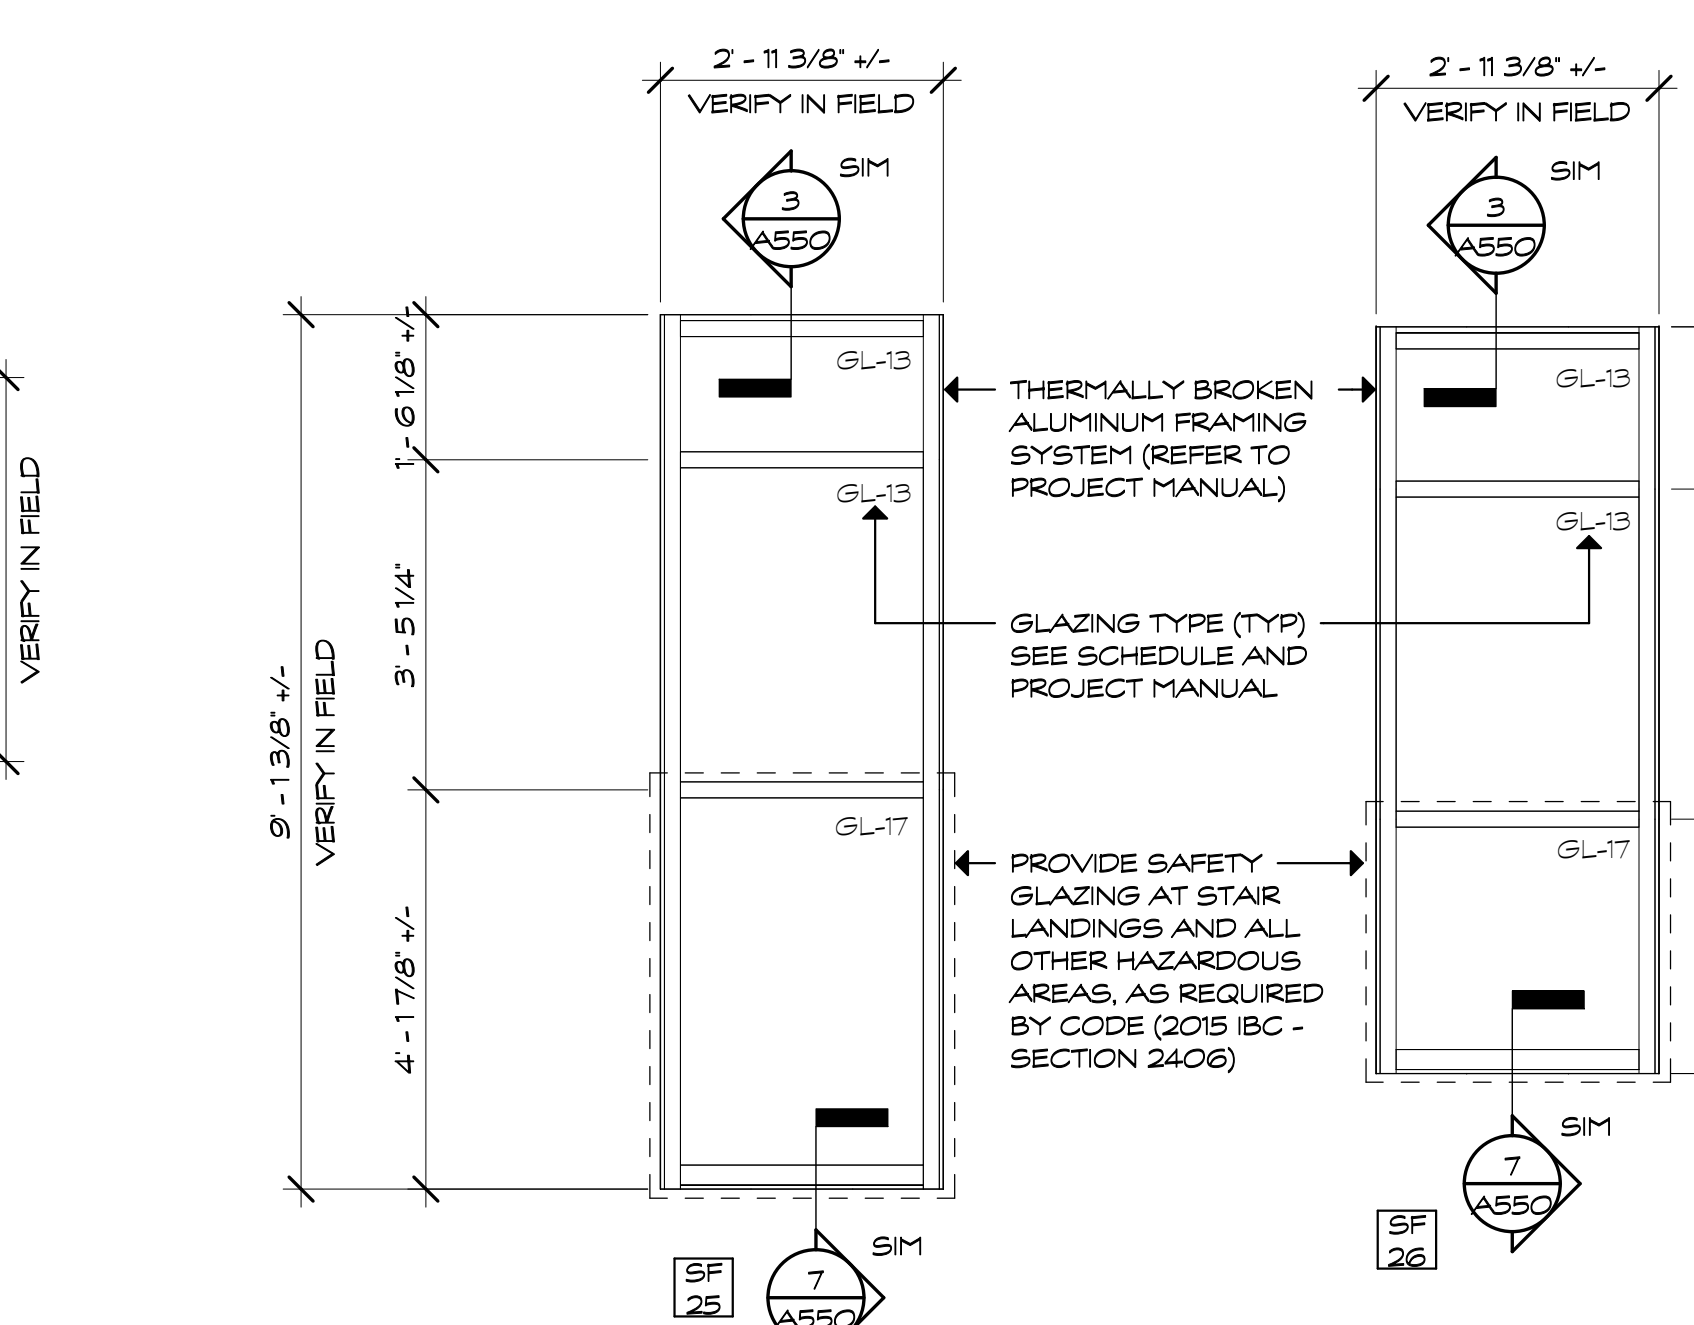 2' - 11 3/8" +/-
VERIFY IN FIELD
2' - 11 3/8" +/-
VERIFY IN FIELD
3
A550
SIM
3
A550
SIM
VERIFY IN FIELD
9' - 1 3/8" +/-
VERIFY IN FIELD
1' - 6 1/8" +/-
3' - 5 1/4"
4' - 1 7/8" +/-
GL-13
GL-13
GL-17
THERMALLY BROKEN
ALUMINUM FRAMING
SYSTEM (REFER TO
PROJECT MANUAL)
GLAZING TYPE (TYP)
SEE SCHEDULE AND
PROJECT MANUAL
PROVIDE SAFETY
GLAZING AT STAIR
LANDINGS AND ALL
OTHER HAZARDOUS
AREAS, AS REQUIRED
BY CODE (2015 IBC -
SECTION 2406)
GL-13
GL-13
GL-17
SF
25
7
A550
SIM
SF
26
7
A550
SIM